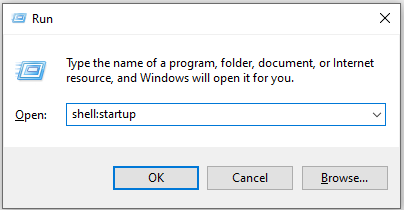 Run
Type the name of a program, folder, document, or Internet
resource, and Windows will open it for you.
Open: shell:startup
OK Cancel Browse...